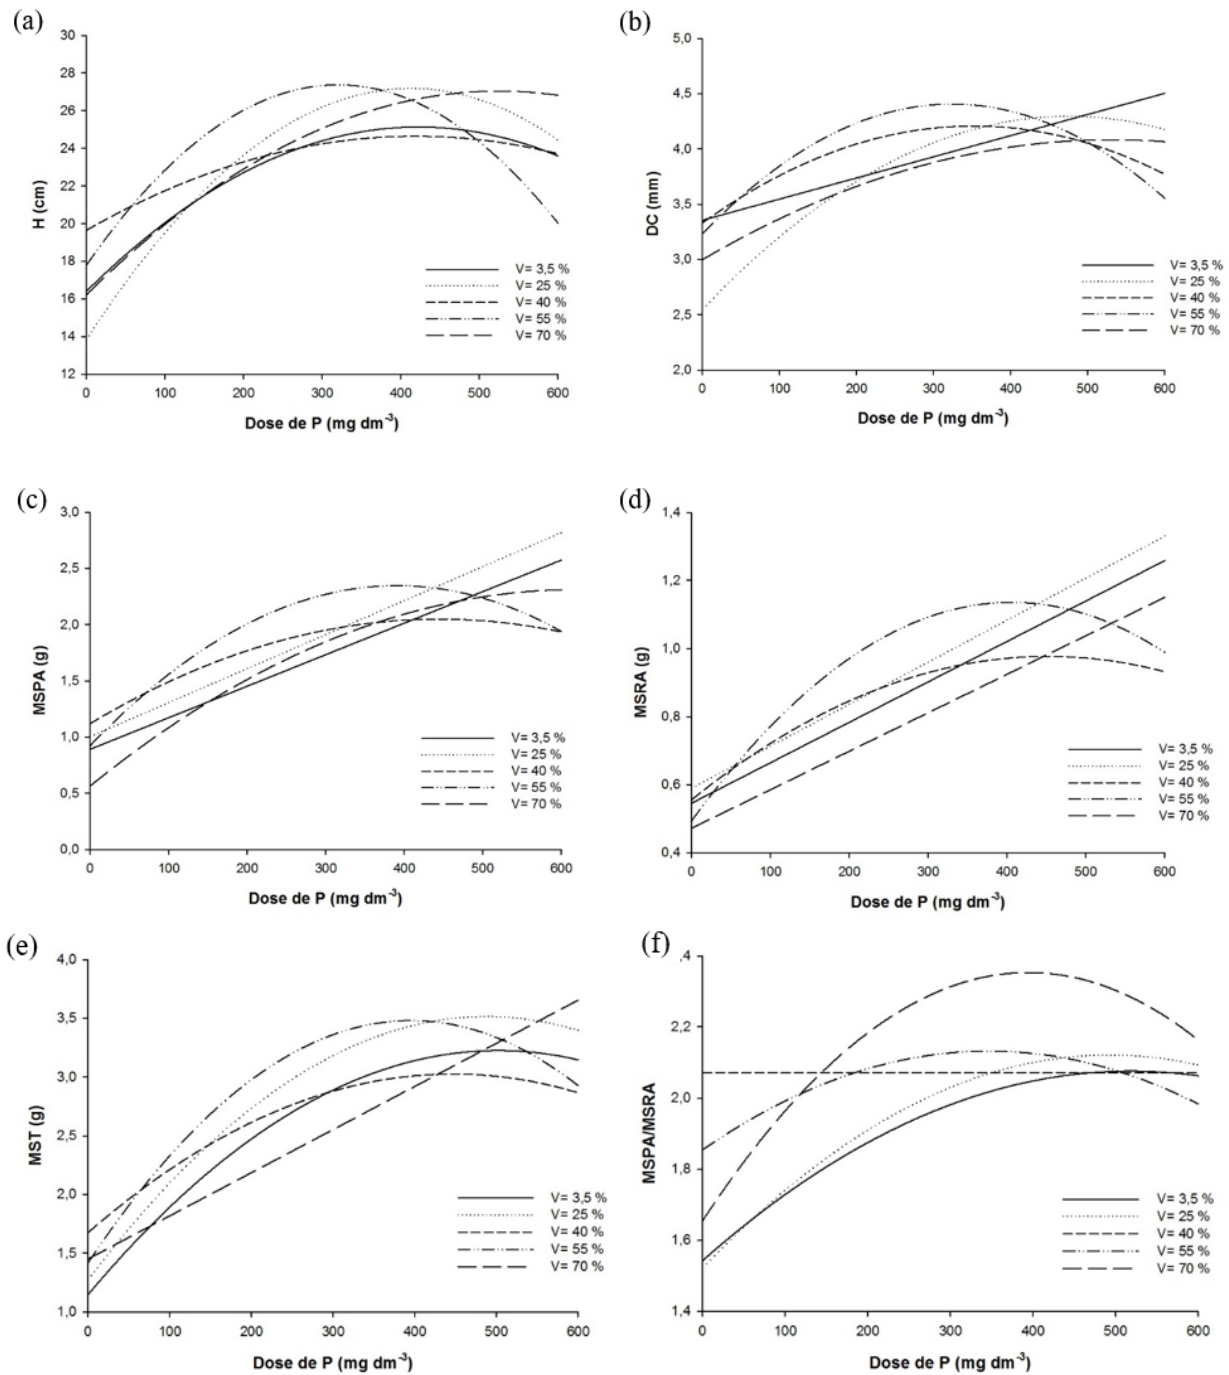 (a)
30
28
26
24
22
20
18
16
14
12
H (cm)
V= 3,5 %
V= 25 %
V= 40 %
V= 55 %
V= 70 %
0 100 200 300 400 500 600
Dose de P (mg dm-3)
(b)
5,0
4,5
4,0
3,5
3,0
2,5
2,0
DC (mm)
V= 3,5 %
V= 25 %
V= 40 %
V= 55 %
V= 70 %
0 100 200 300 400 500 600
Dose de P (mg dm-3)
(c)
3,0
2,5
2,0
1,5
1,0
0,5
0,0
MSPA (g)
V= 3,5 %
V= 25 %
V= 40 %
V= 55 %
V= 70 %
0 100 200 300 400 500 600
Dose de P (mg dm-3)
(d)
1,4
1,2
1,0
0,8
0,6
0,4
MSRA (g)
V= 3,5 %
V= 25 %
V= 40 %
V= 55 %
V= 70 %
0 100 200 300 400 500 600
Dose de P (mg dm-3)
(e)
4,0
3,5
3,0
2,5
2,0
1,5
1,0
MST (g)
V= 3,5 %
V= 25 %
V= 40 %
V= 55 %
V= 70 %
0 100 200 300 400 500 600
Dose de P (mg dm-3)
(f)
,4
2,2
2,0
1,8
1,6
1,4
MSPA/MSRA
V= 3,5 %
V= 25 %
V= 40 %
V= 55 %
V= 70 %
0 100 200 300 400 500 600
Dose de P (mg dm-3)